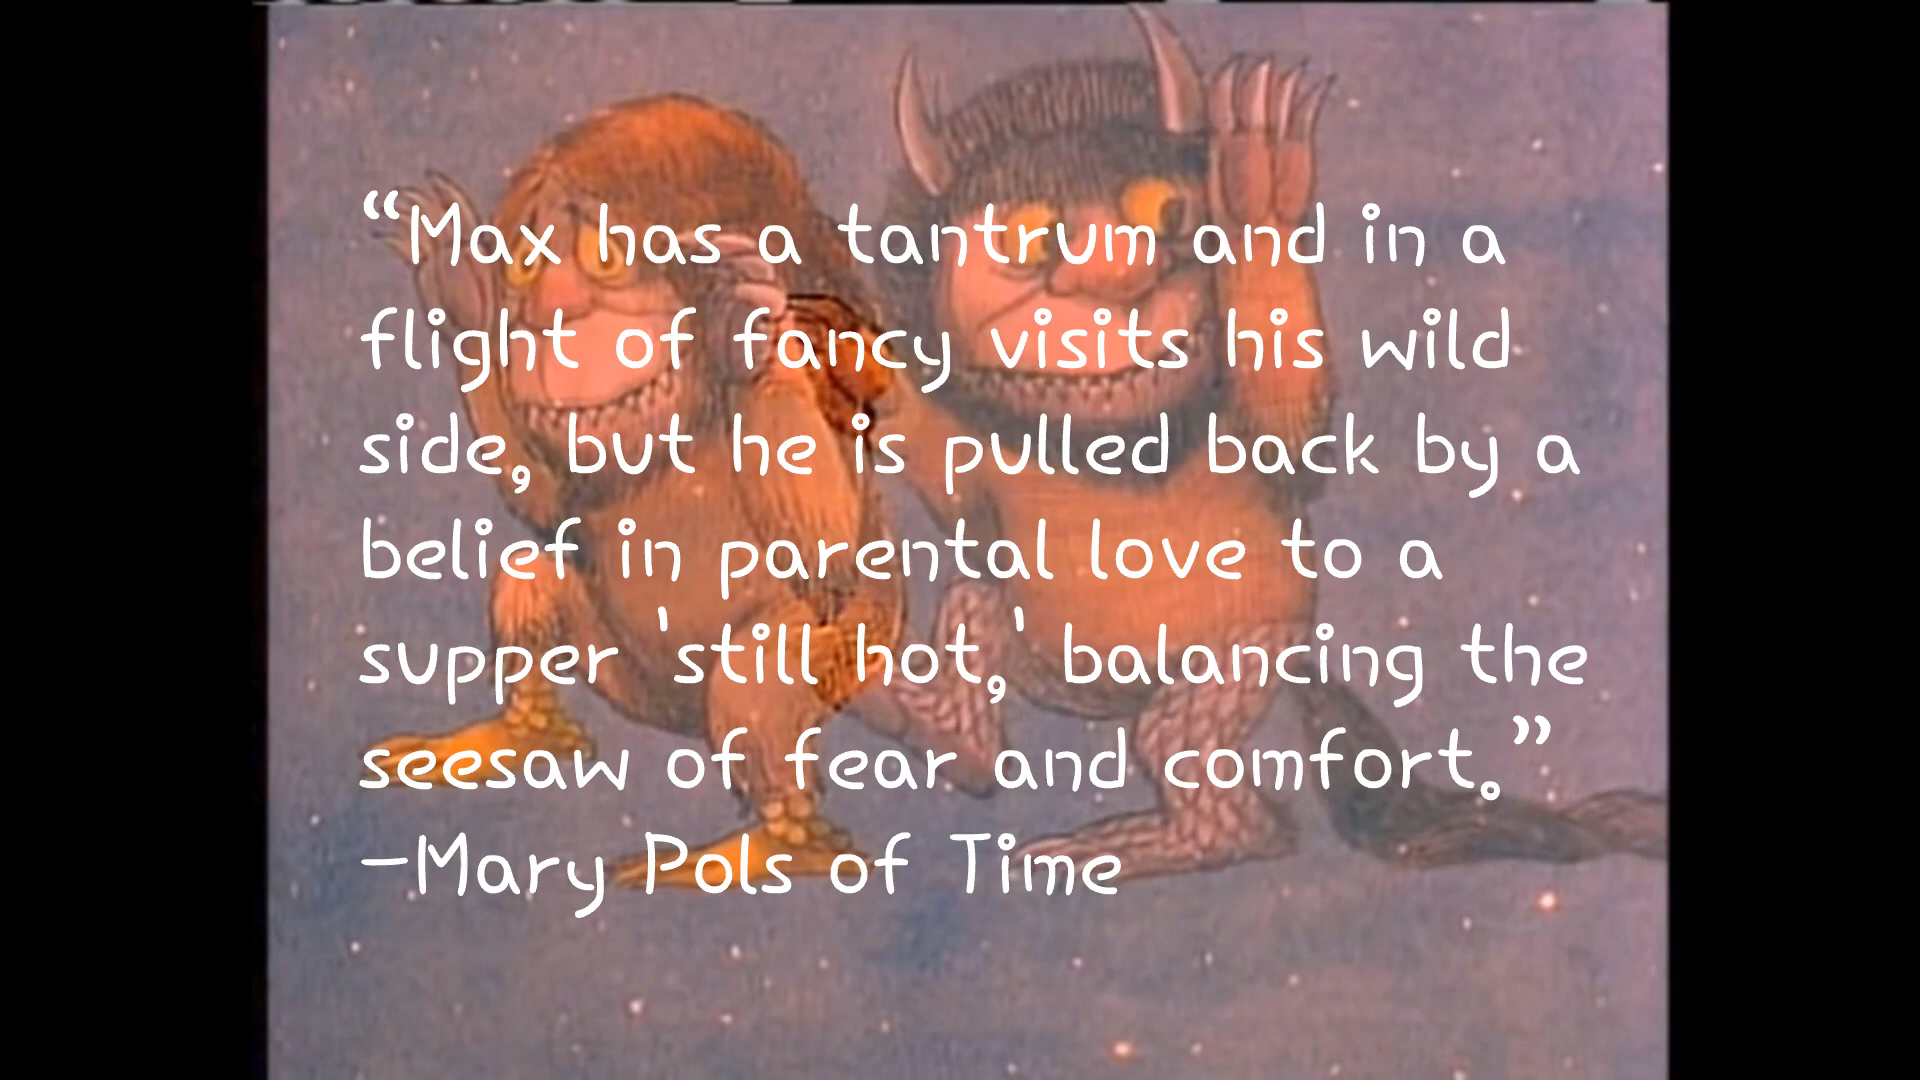 “Max has a tantrum and in a
flight of fancy visits his wild
side, but he is pulled back by a
belief in parental love to a
supper 'still hot,' balancing the
seesaw of fear and comfort.”
—Mary Pols of Time